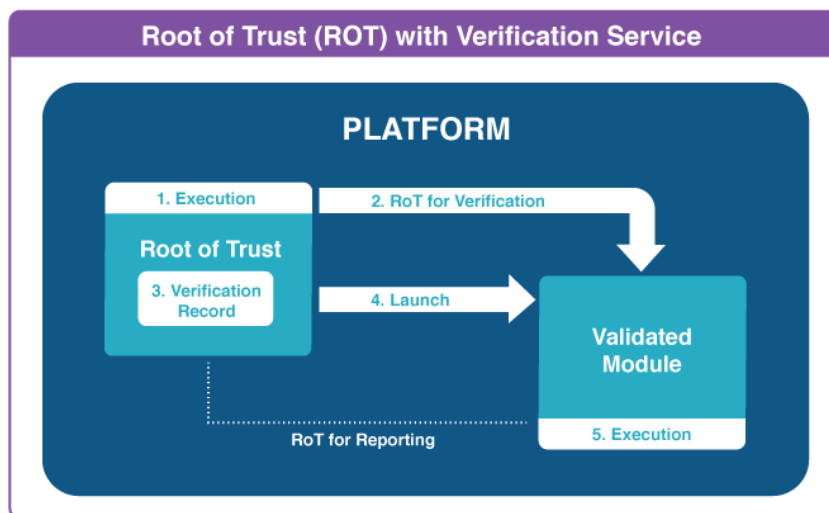 Root of Trust (ROT) with Verification Service
PLATFORM
1. Execution
2. RoT for Verification
Root of Trust
3. Verification
Record
4. Launch
Validated
Module
RoT for Reporting
5. Execution